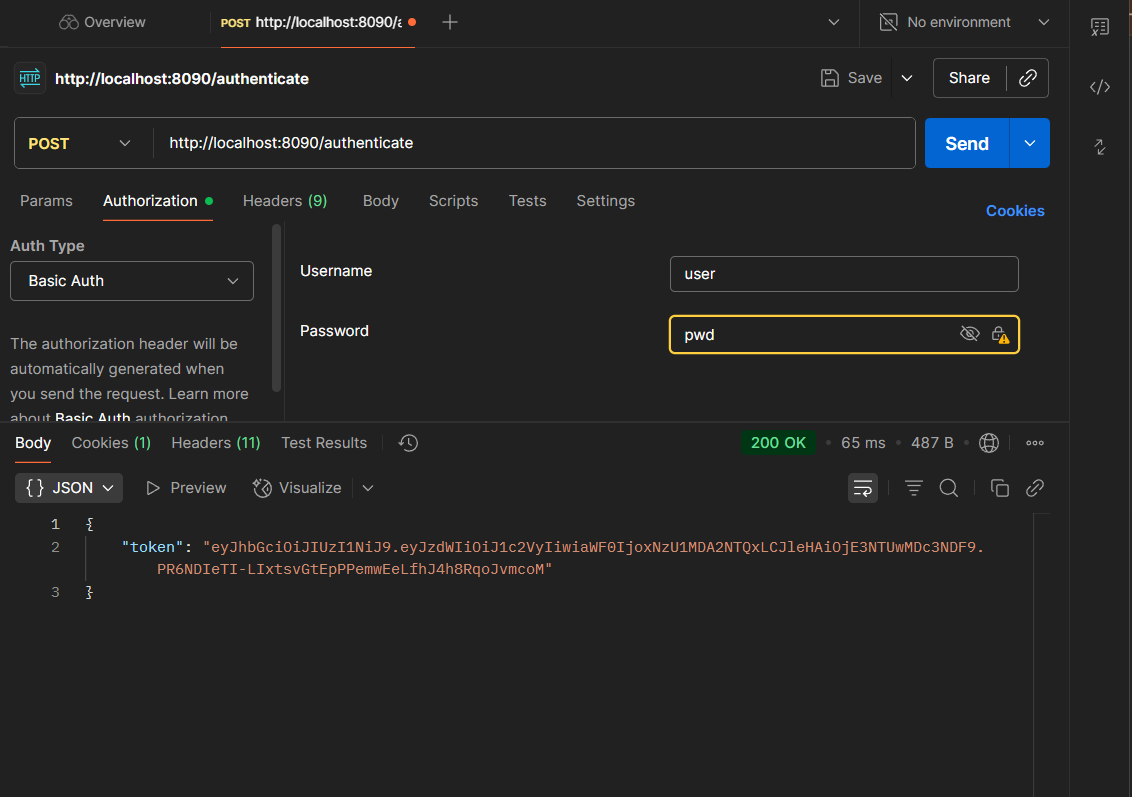 Overview
POST http://localhost:8090/a
No environment
HTTP http://localhost:8090/authenticate
Save
Share
POST
http://localhost:8090/authenticate
Send
Params Authorization Headers (9) Body Scripts Tests Settings
Cookies
Auth Type
Basic Auth
The authorization header will be
automatically generated when
you send the request. Learn more
about Basic Auth authorization
Username
user
Password
pwd
Body Cookies (1) Headers (11) Test Results
200 OK • 65 ms • 487 B •
{} JSON Preview Visualize
1 {
2 "token": "eyJhbGciOiJIUzI1NiJ9.eyJzdWIiOiJ1c2VyIiwiaWF0IjoxNzU1MDA2NTQxLCJleHAiOjE3NTUwMDc3NDF9.
PR6NDIeTI-LIxtsvGtEpPPemwEeLfhJ4h8RqoJvmcoM"
3 }